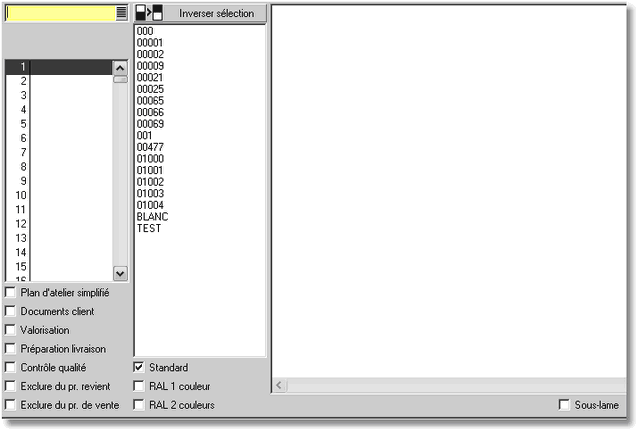 Inverser sélection
000
00001
00002
00009
00021
00025
00065
00066
00069
001
00477
01000
01001
01002
01003
01004
BLANC
TEST
1
2
3
4
5
6
7
8
9
10
11
12
13
14
15
16
Plan d'atelier simplifié
Documents client
Valorisation
Préparation livraison
Contrôle qualité
Exclure du pr. revient
Exclure du pr. de vente
Standard
RAL 1 couleur
RAL 2 couleurs
Sous-lame